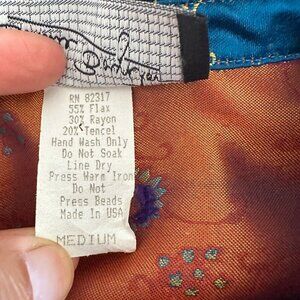 RN 82317
55% Flax
30% Rayon
20% Tencel
Hand Wash Only
Do Not Soak
Line Dry
Press Warm Iron
Do Not
Press Beads
Made In USA
MEDIUM